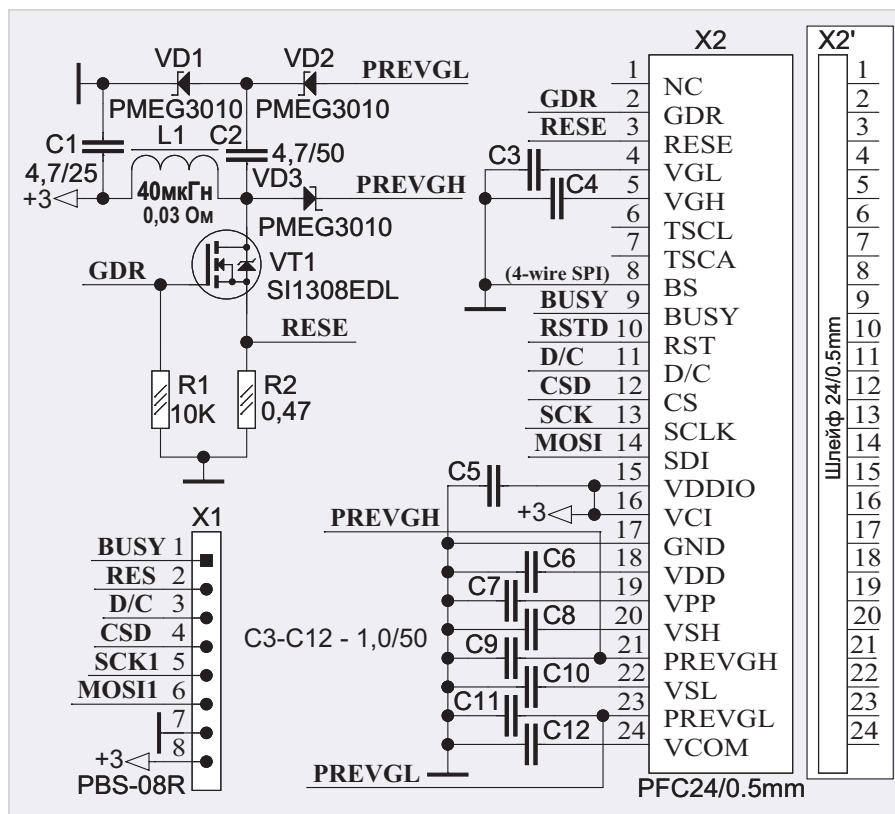 VD1 VD2 PREVGL
PMEG3010 PMEG3010
C1 L1 C2
4,7/25 4,7/50
+3 40мкГн VD3 PREVGH
0,03 Ом PMEG3010
GDR VT1
SI1308EDL
RESE
R1 R2
10K 0,47
X1
BUSY 1
RES 2
D/C 3
CSD 4
SCK1 5
MOSI1 6
7
+3 8
PBS-08R
C3-C12 - 1,0/50
X2 X2'
1 NC 1
GDR 2 GDR 2
RESE 3 RESE 3
C3 4 VGL 4
C4 5 VGH 5
6 TSCL 6
7 TSCA 7
(4-wire SPI) 8 BS 8
BUSY 9 BUSY 9
RSTD 10 RST 10
D/C 11 D/C 11
CSD 12 CS 12
SCK 13 SCLK 13
MOSI 14 SDI 14
C5 15 VDDIO 15
+3 16 VCI 16
PREVGH 17 GND 17
C6 18 VDD 18
C7 19 VPP 19
C8 20 VSH 20
C9 21 PREVGH 21
C10 22 VSL 22
C11 23 PREVGL 23
C12 24 VCOM 24
PREVGL
PFC24/0.5mm
Шлейф 24/0.5mm